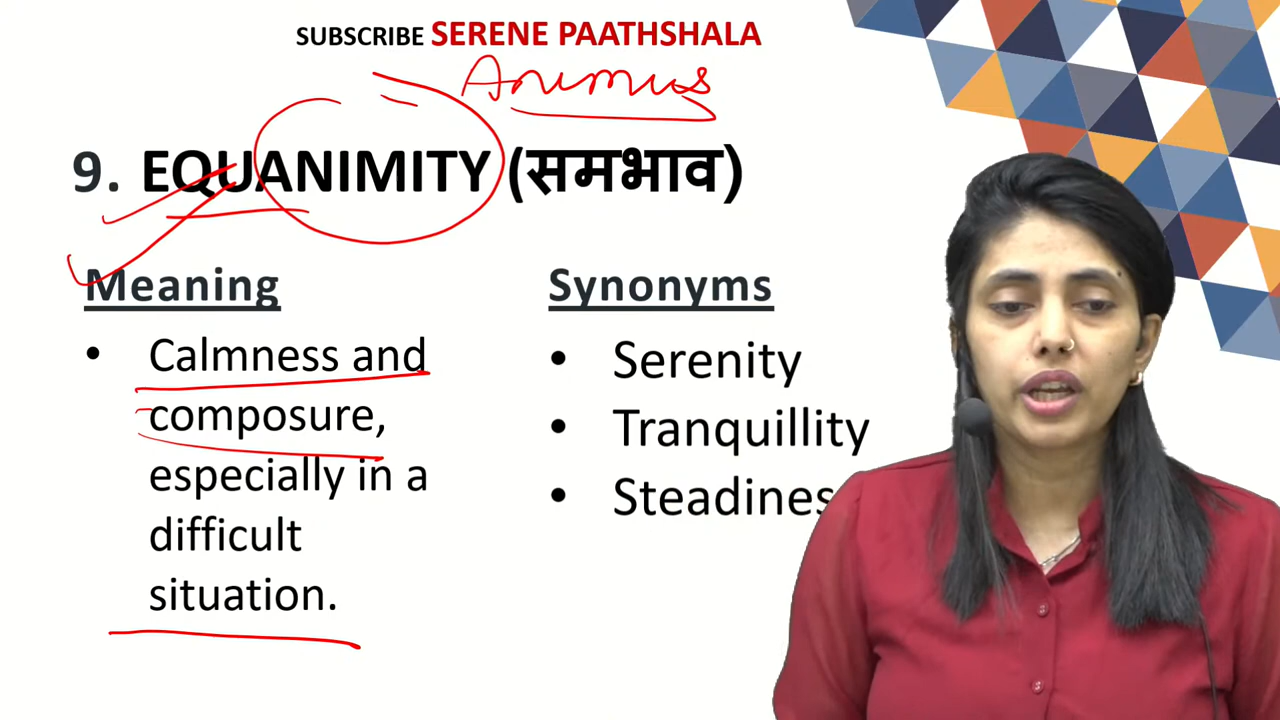 SUBSCRIBE SERENE PAATHSHALA
Animus
9. EQUANIMITY (समभाव)
Meaning
• Calmness and
composure,
especially in a
difficult
situation.
Synonyms
• Serenity
• Tranquillity
• Steadines